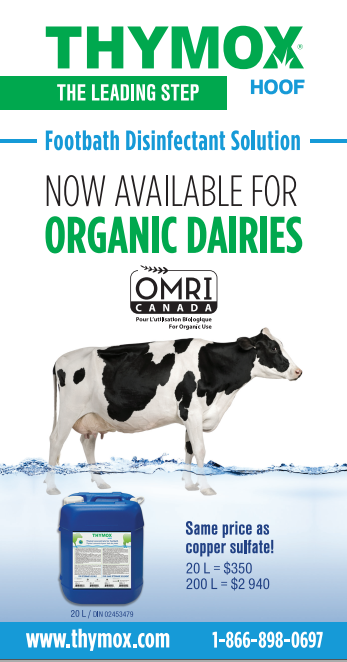 THYMOX®
THE LEADING STEP
HOOF
Footbath Disinfectant Solution
NOW AVAILABLE FOR
ORGANIC DAIRIES
OMRI
CANADA
Pour L'utilisation Biologique
For Organic Use
THYMOX
Same price as
copper sulfate!
20 L = $350
200 L = $2 940
20 L / DIN 02453479
www.thymox.com 1-866-898-0697